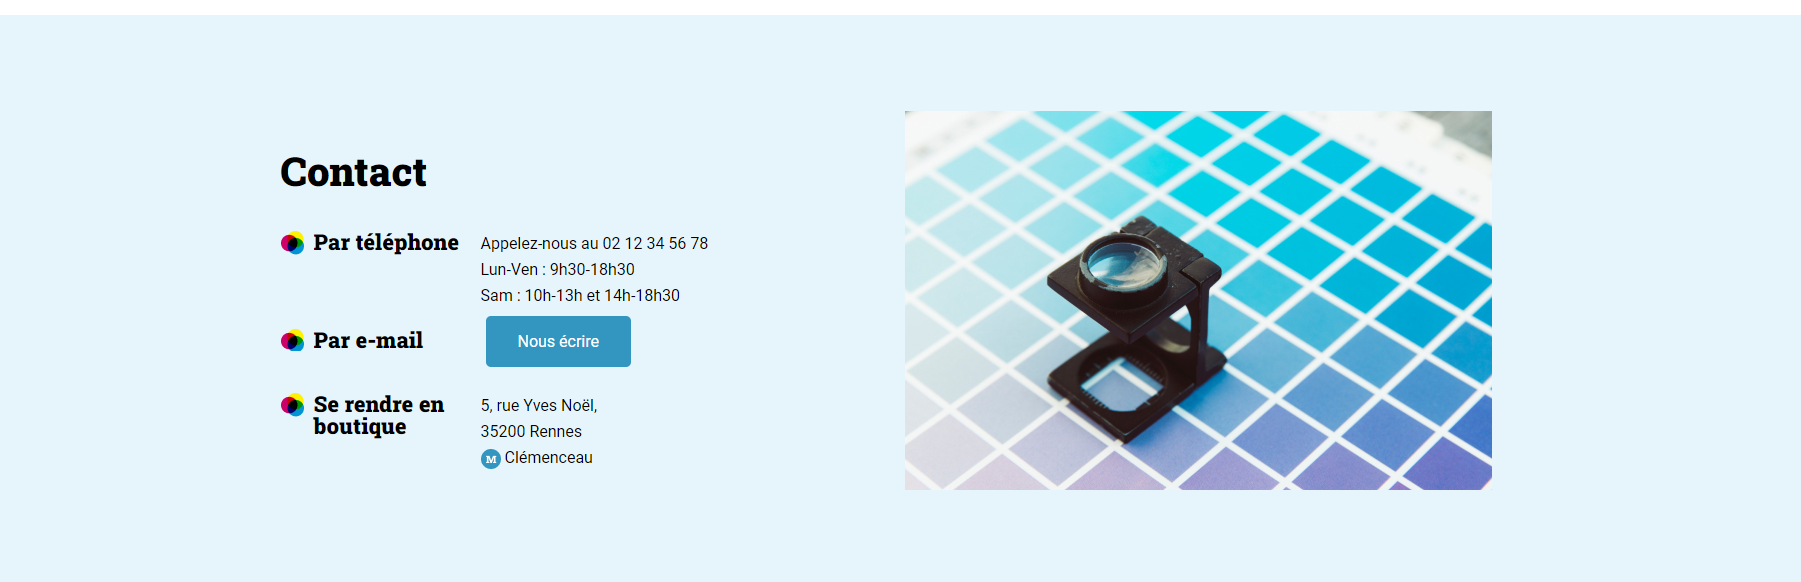 Contact
Par téléphone
Appelez-nous au 02 12 34 56 78
Lun-Ven : 9h30-18h30
Sam : 10h-13h et 14h-18h30
Par e-mail
Nous écrire
Se rendre en
boutique
5, rue Yves Noël,
35200 Rennes
M Clémenceau